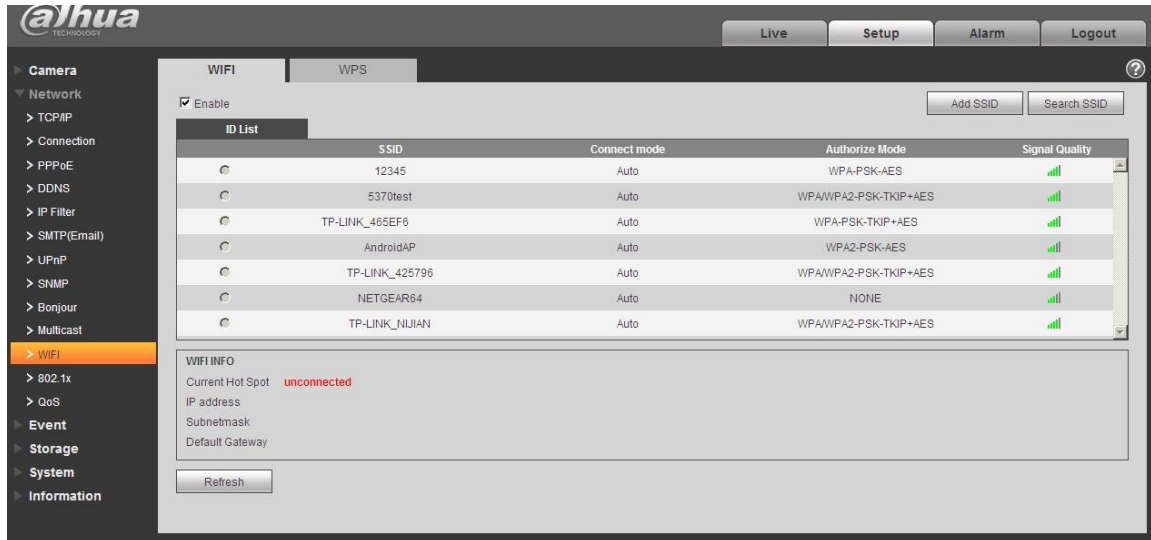 alhua
TECHNOLOGY
Live Setup Alarm Logout
Camera
Network
> TCP/IP
> Connection
> PPPoE
> DDNS
> IP Filter
> SMTP(Email)
> UPnP
> SNMP
> Bonjour
> Multicast
> WIFI
> 802.1x
> QoS
Event
Storage
System
Information
WIFI WPS
?
Enable Add SSID Search SSID
ID List
SSID Connect mode Authorize Mode Signal Quality
12345 Auto WPA-PSK-AES
5370test Auto WPA/WPA2-PSK-TKIP+AES
TP-LINK_465EF6 Auto WPA-PSK-TKIP+AES
AndroidAP Auto WPA2-PSK-AES
TP-LINK_425796 Auto WPA/WPA2-PSK-TKIP+AES
NETGEAR64 Auto NONE
TP-LINK_NIJIAN Auto WPA/WPA2-PSK-TKIP+AES
WIFI INFO
Current Hot Spot unconnected
IP address
Subnetmask
Default Gateway
Refresh